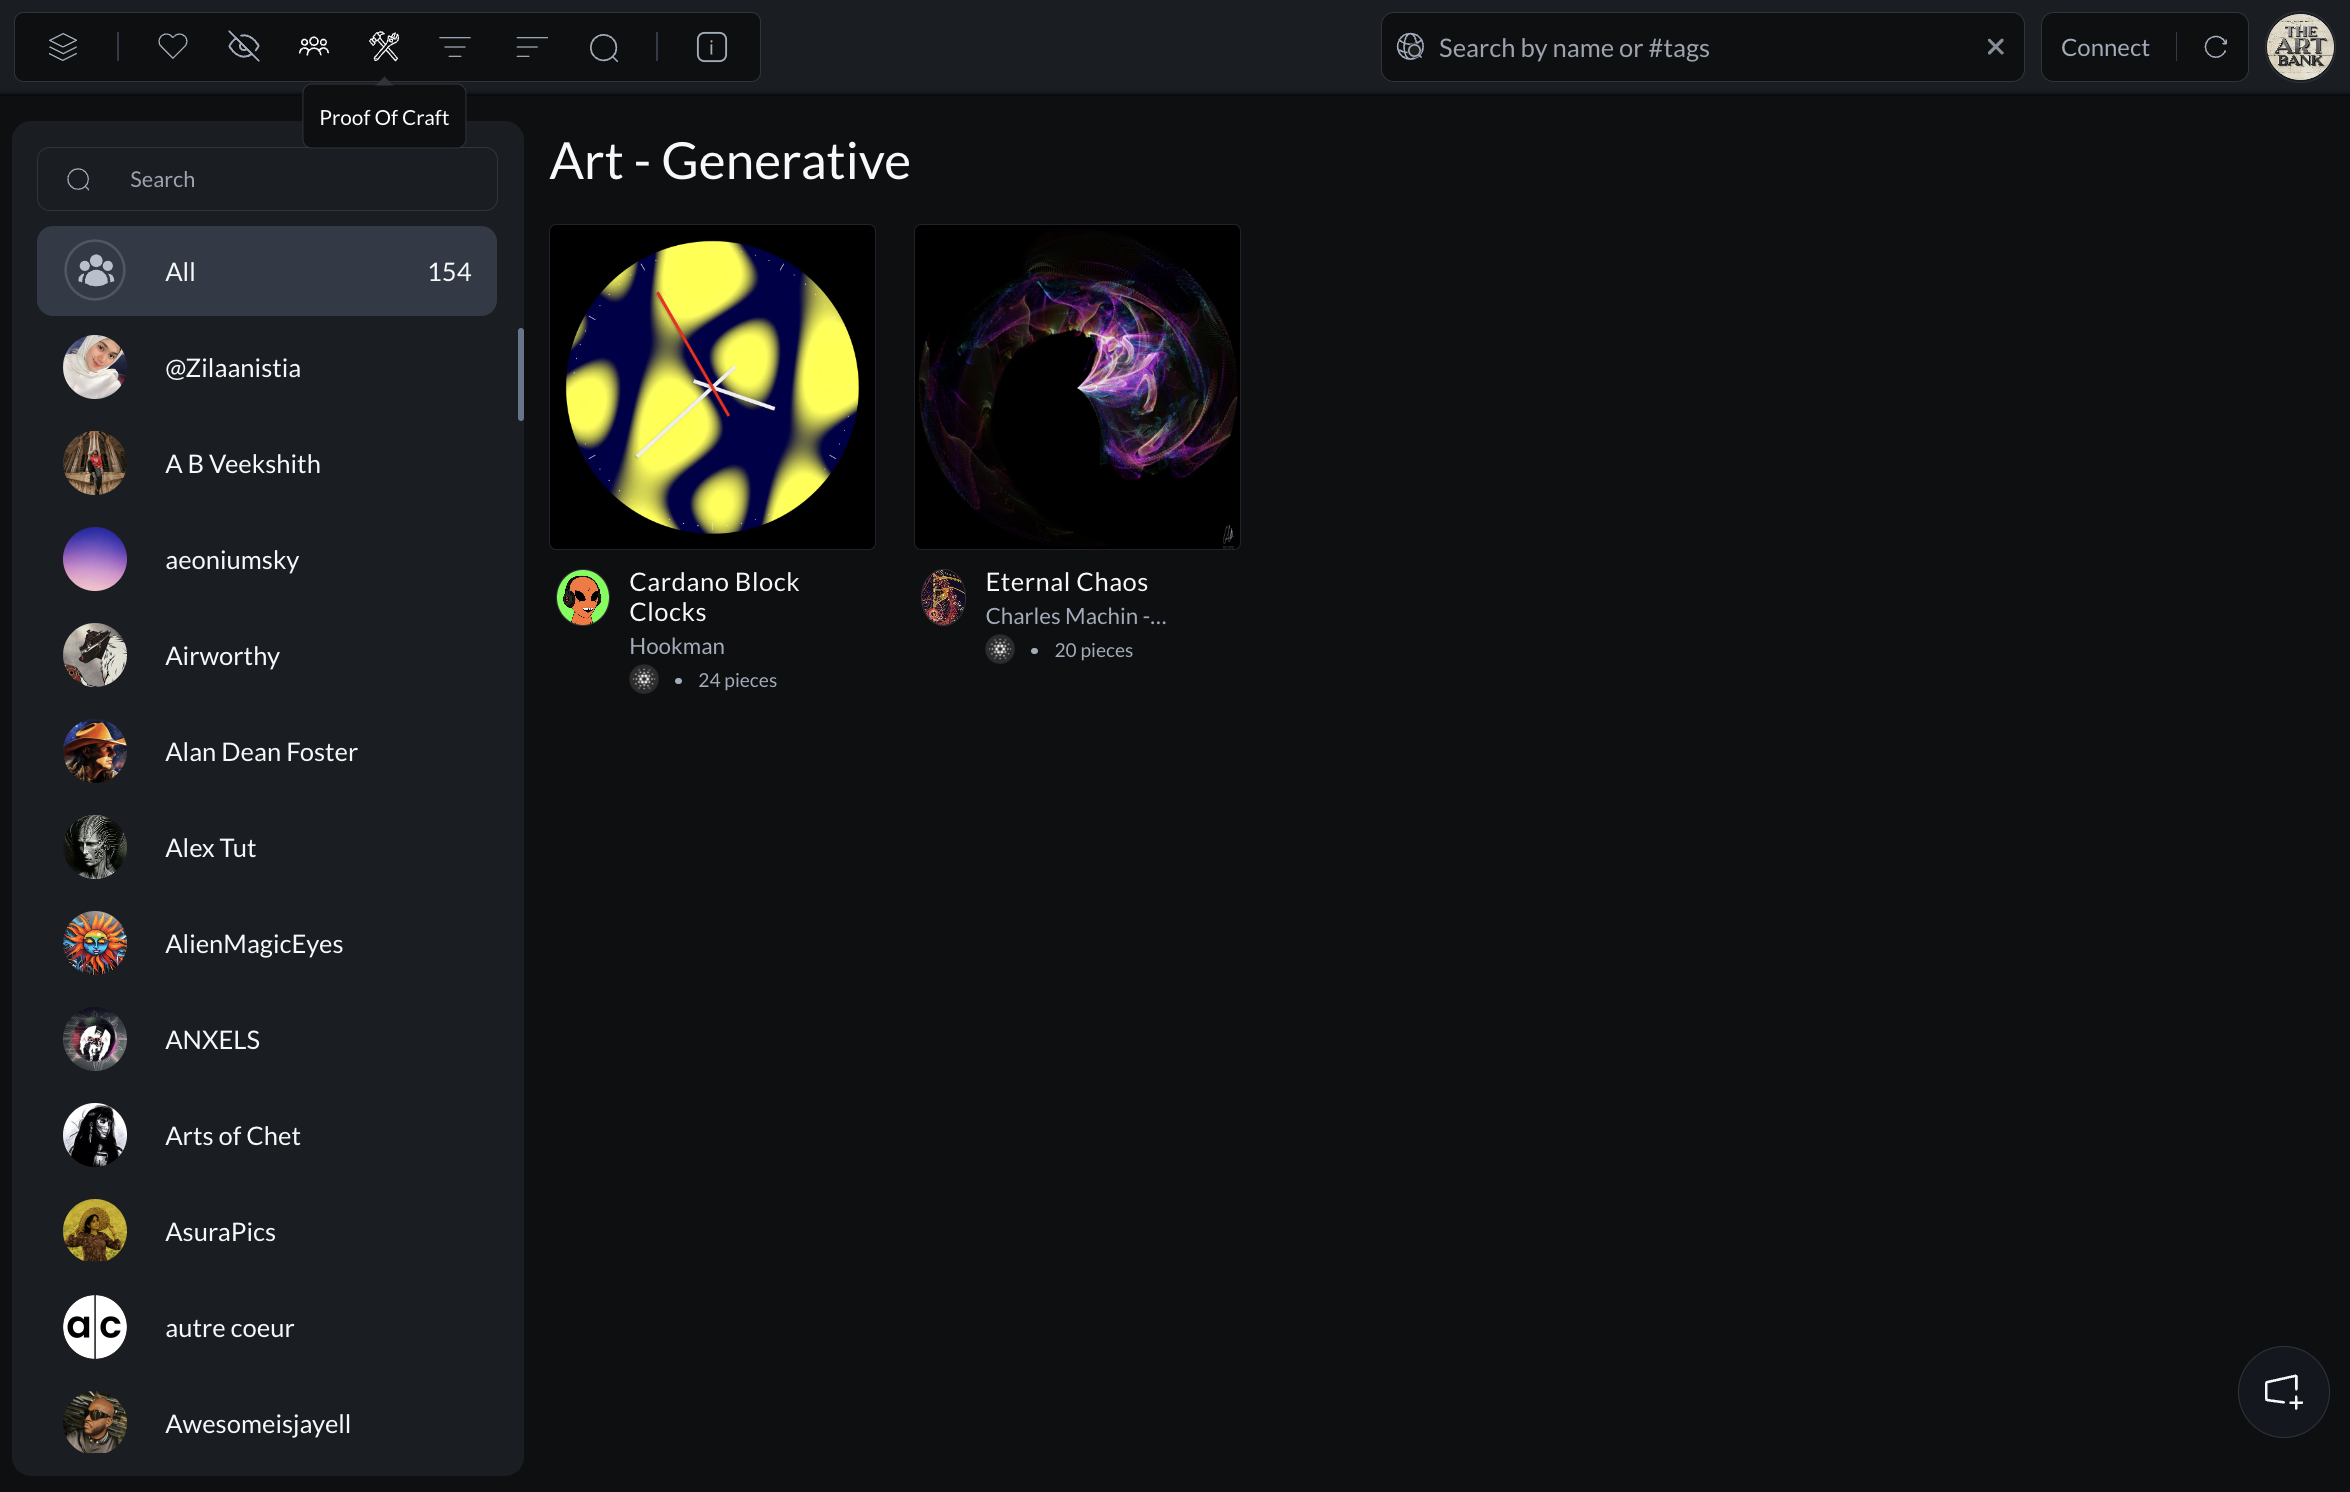 Search by name or #tags
Connect
THE
ART
BANK
Proof Of Craft
Search
All
154
@Zilaanistia
A B Veekshith
aeoniumsky
Airworthy
Alan Dean Foster
Alex Tut
AlienMagicEyes
ANXELS
Arts of Chet
AsuraPics
a c
autre coeur
Awesomeisjayell
Art - Generative
Cardano Block
Clocks
Hookman
• 24 pieces
Eternal Chaos
Charles Machin -...
• 20 pieces